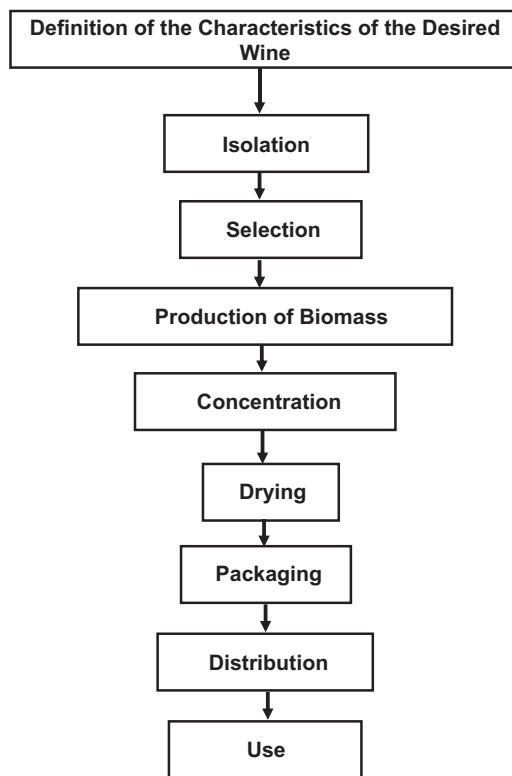 Definition of the Characteristics of the Desired
Wine
Isolation
Selection
Production of Biomass
Concentration
Drying
Packaging
Distribution
Use